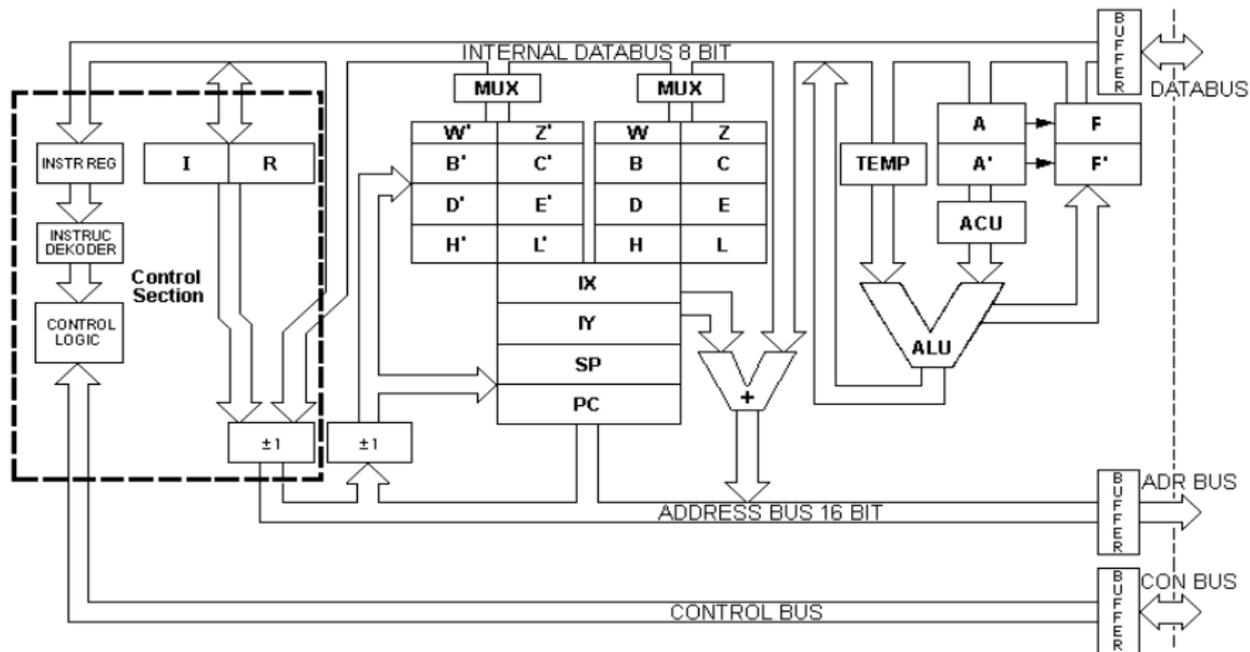 INTERNAL DATABUS 8 BIT
BUFFER
DATABUS
MUX
MUX
INSTR REG
I
R
W'
Z'
W
Z
B'
C'
B
C
D'
E'
D
E
H'
L'
H
L
TEMP
A
F
A'
F'
ACU
INSTRUC
DEKODER
Control
Section
CONTROL
LOGIC
IX
IY
SP
PC
+
ALU
±1
±1
ADDRESS BUS 16 BIT
BUFFER
ADR BUS
CONTROL BUS
BUFFER
CON BUS